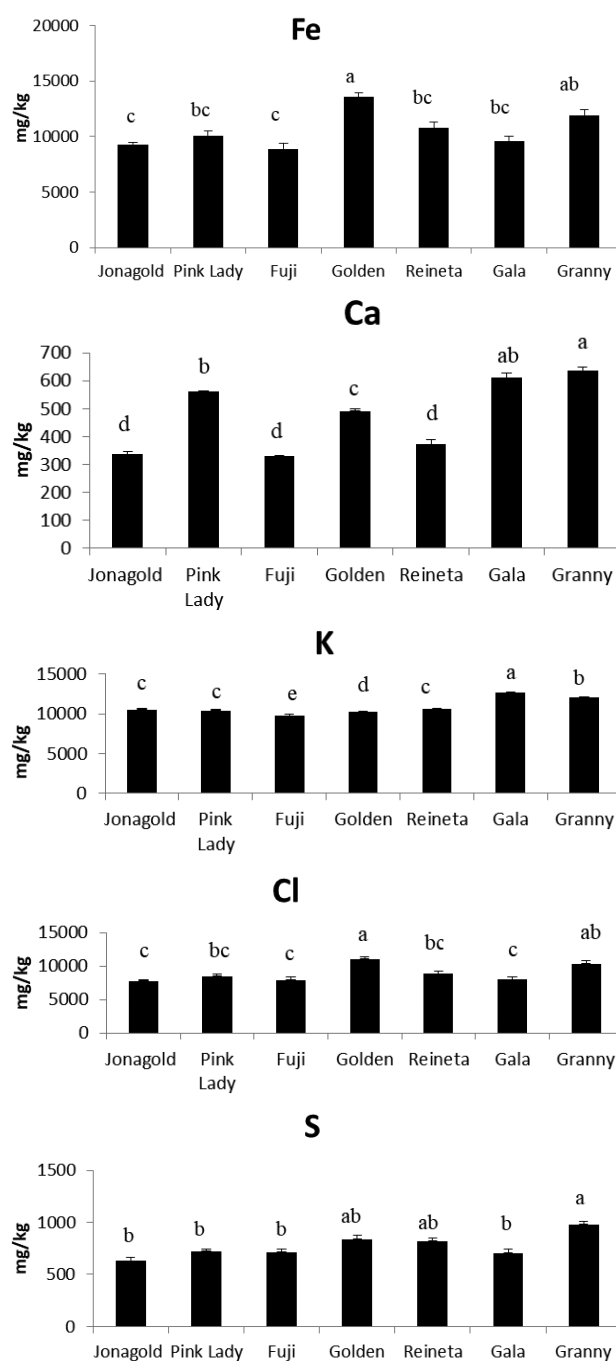 Fe
20000
15000
10000
5000
0
mg/kg
c bc c a bc bc ab
Jonagold Pink Lady Fuji Golden Reineta Gala Granny
Ca
700
600
500
400
300
200
100
0
mg/kg
d b d c d ab a
Jonagold Pink Lady Fuji Golden Reineta Gala Granny
K
15000
10000
5000
0
mg/kg
c c e d c a b
Jonagold Pink Lady Fuji Golden Reineta Gala Granny
Cl
15000
10000
5000
0
mg/kg
c bc c a bc c ab
Jonagold Pink Lady Fuji Golden Reineta Gala Granny
S
1500
1000
500
0
mg/kg
b b b ab ab b a
Jonagold Pink Lady Fuji Golden Reineta Gala Granny